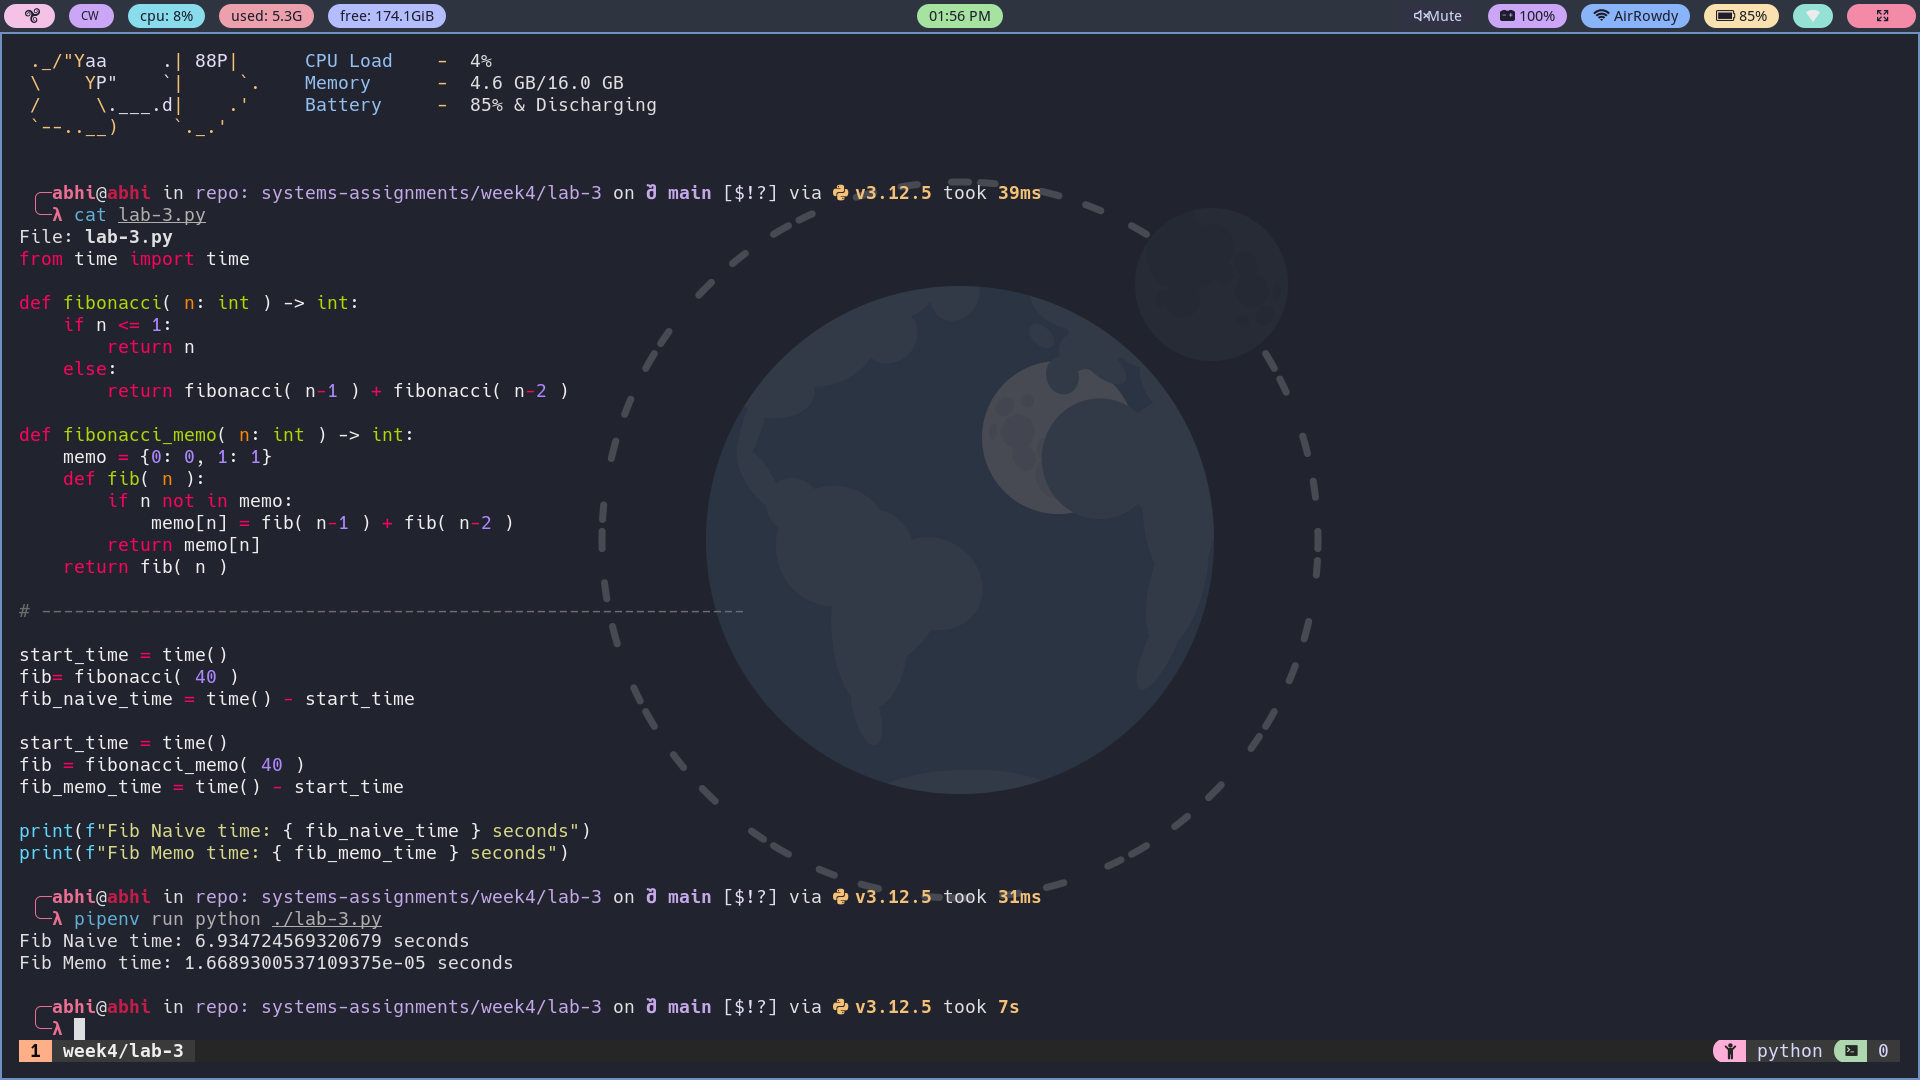 CW cpu: 8% used: 5.3G free: 174.1GiB 01:56 PM Mute 100% AirRowdy 85%
._/"Yaa     .| 88P|      CPU Load    -  4%
\    YP"    `|     `.    Memory      -  4.6 GB/16.0 GB
/     \.___.d|    .'     Battery     -  85% & Discharging
`--..__)     `._.'
abhi@abhi in repo: systems-assignments/week4/lab-3 on main [$!?] via v3.12.5 took 39ms
λ cat lab-3.py
File: lab-3.py
from time import time
def fibonacci( n: int ) -> int:
    if n <= 1:
        return n
    else:
        return fibonacci( n-1 ) + fibonacci( n-2 )
def fibonacci_memo( n: int ) -> int:
    memo = {0: 0, 1: 1}
    def fib( n ):
        if n not in memo:
            memo[n] = fib( n-1 ) + fib( n-2 )
        return memo[n]
    return fib( n )
# ----------------------------------------------------------------
start_time = time()
fib= fibonacci( 40 )
fib_naive_time = time() - start_time
start_time = time()
fib = fibonacci_memo( 40 )
fib_memo_time = time() - start_time
print(f"Fib Naive time: { fib_naive_time } seconds")
print(f"Fib Memo time: { fib_memo_time } seconds")
abhi@abhi in repo: systems-assignments/week4/lab-3 on main [$!?] via v3.12.5 took 31ms
λ pipenv run python ./lab-3.py
Fib Naive time: 6.934724569320679 seconds
Fib Memo time: 1.6689300537109375e-05 seconds
abhi@abhi in repo: systems-assignments/week4/lab-3 on main [$!?] via v3.12.5 took 7s
λ
1 week4/lab-3 python 0